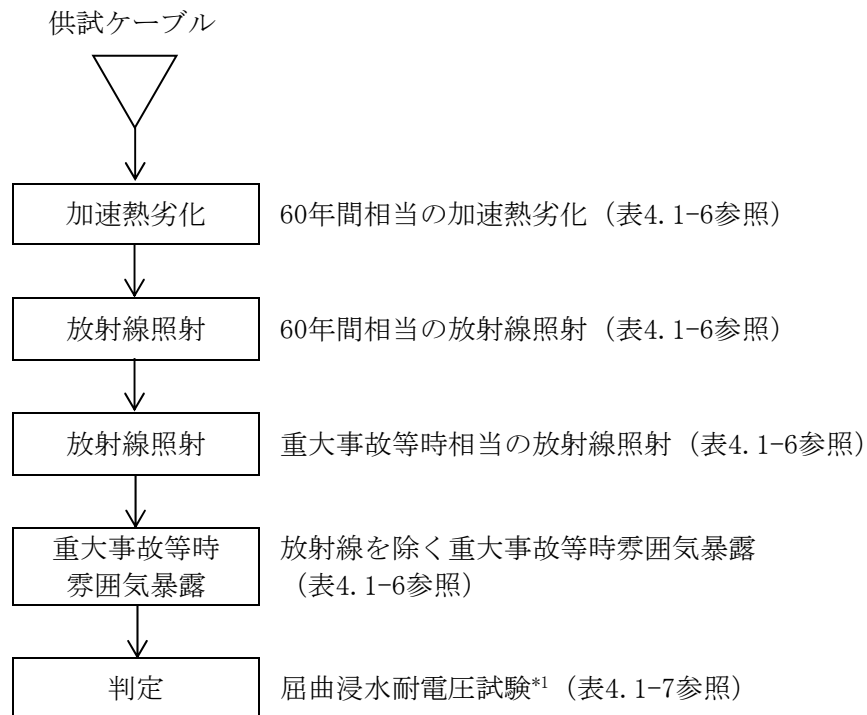 供試ケーブル
加速熱劣化 60年間相当の加速熱劣化（表4.1-6参照）
放射線照射 60年間相当の放射線照射（表4.1-6参照）
放射線照射 重大事故等時相当の放射線照射（表4.1-6参照）
重大事故等時 放射線を除く重大事故等時雰囲気暴露
雰囲気暴露 （表4.1-6参照）
判定 屈曲浸水耐電圧試験*1（表4.1-7参照）